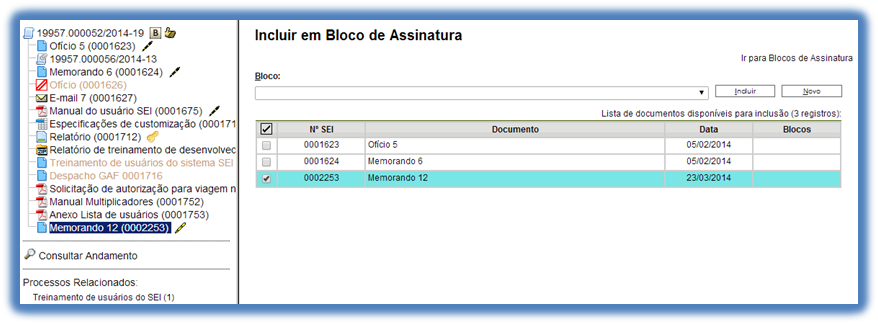 19957.000052/2014-19 B
Ofício 5 (0001623)
19957.000056/2014-13
Memorando 6 (0001624)
Ofício (0001626)
E-mail 7 (0001627)
Manual do usuário SEI (0001675)
Especificações de customização (00017
Relatório (0001712)
Relatório de treinamento de desenvolvec
Treinamento de usuários do sistema SEI
Despacho GAF 0001716
Solicitação de autorização para viagem n
Manual Multiplicadores (0001752)
Anexo Lista de usuários (0001753)
Memorando 12 (0002253)
Consultar Andamento
Processos Relacionados:
Treinamento de usuários do SEI (1)
Incluir em Bloco de Assinatura
Ir para Blocos de Assinatura
Bloco:
Incluir Novo
Lista de documentos disponíveis para inclusão (3 registros):
Nº SEI Documento Data Blocos
0001623 Ofício 5 05/02/2014
0001624 Memorando 6 05/02/2014
0002253 Memorando 12 23/03/2014